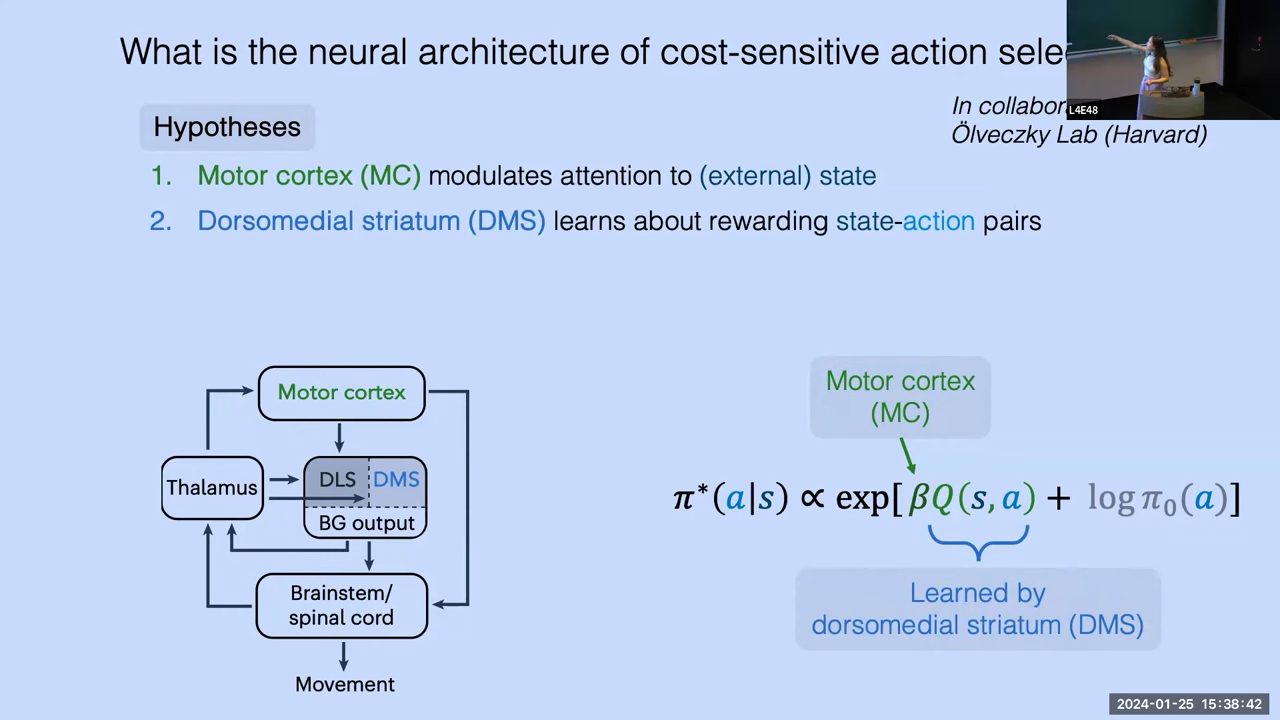 What is the neural architecture of cost-sensitive action sele
L4E48
In collabor
Ölveczky Lab (Harvard)
Hypotheses
1. Motor cortex (MC) modulates attention to (external) state
2. Dorsomedial striatum (DMS) learns about rewarding state-action pairs
Motor cortex
Thalamus
DLS
DMS
BG output
Brainstem/
spinal cord
Movement
Motor cortex
(MC)
π*(a|s) ∝ exp[βQ(s, a) + log π₀(a)]
Learned by
dorsomedial striatum (DMS)
2024-01-25 15:38:42